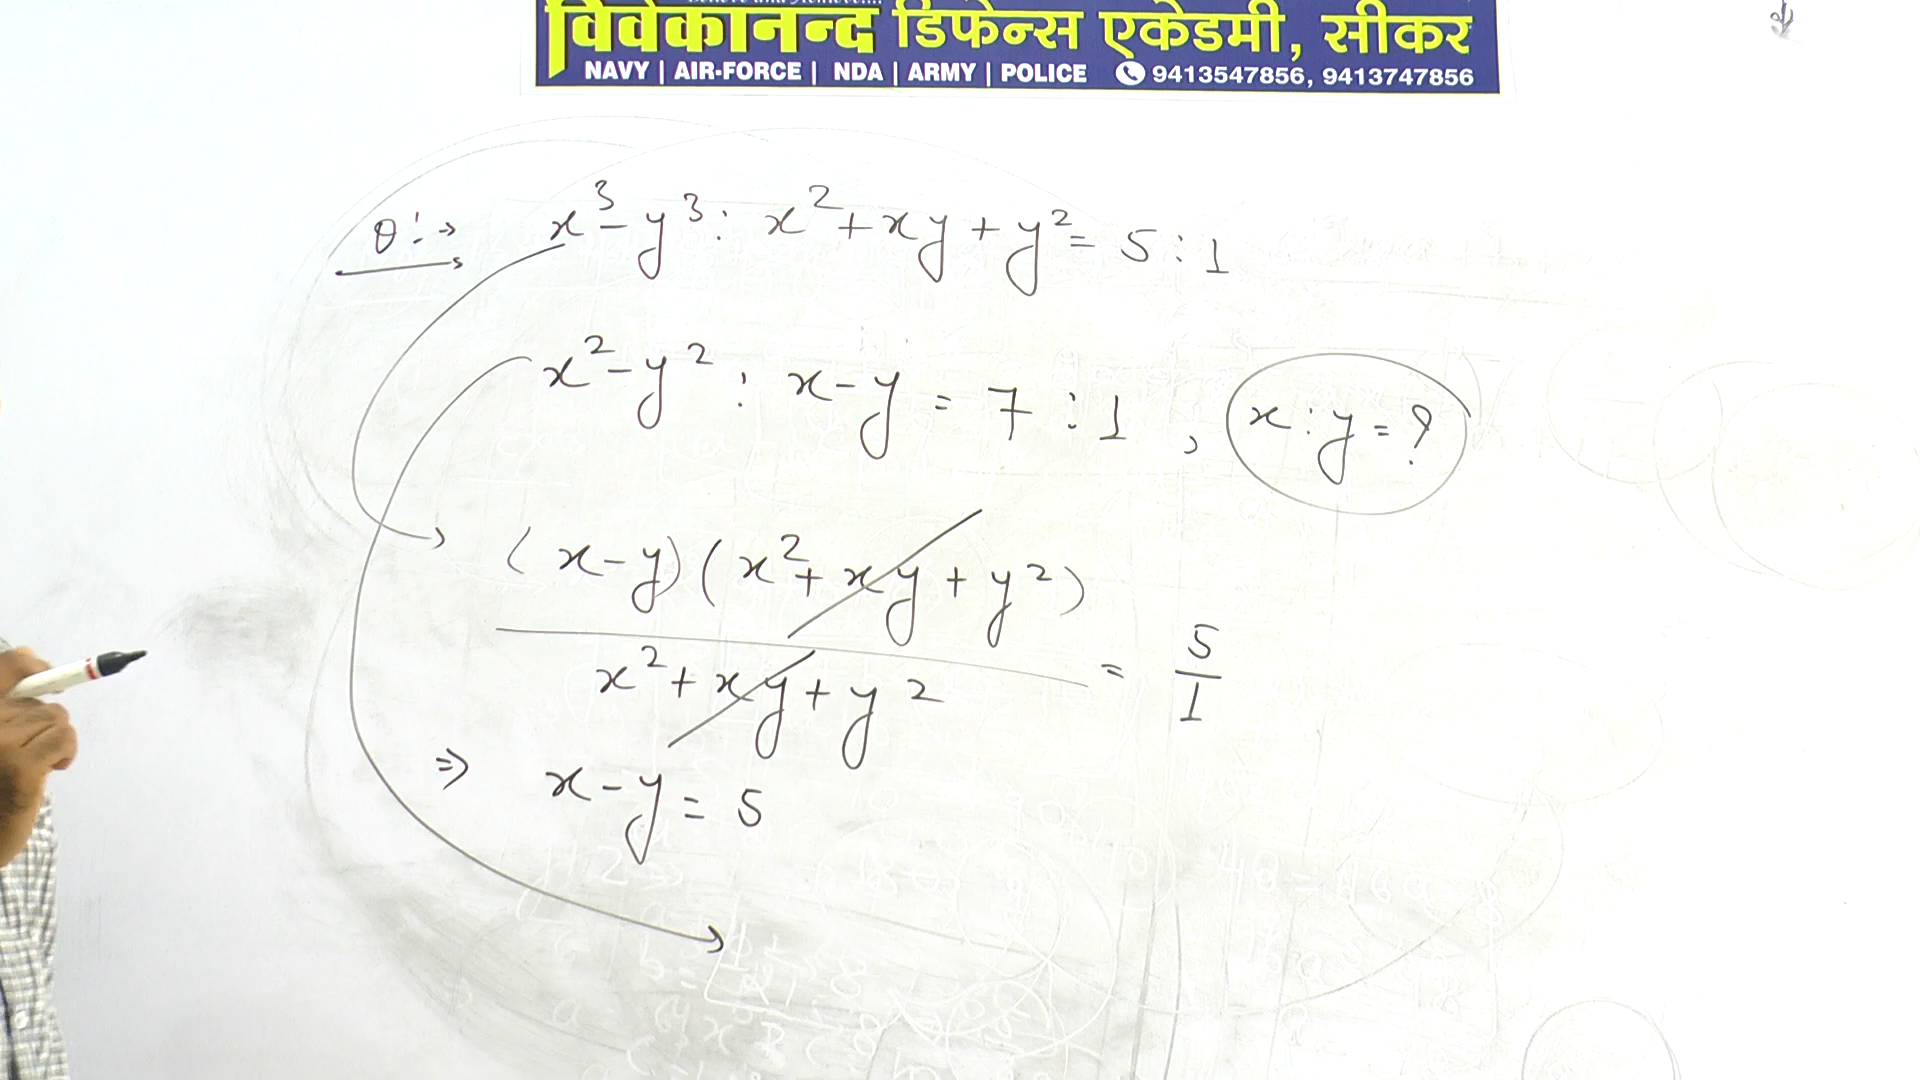 विवेकानन्द डिफेन्स एकेडमी, सीकर
NAVY | AIR-FORCE | NDA | ARMY | POLICE 9413547856, 9413747856
Q:→ x³-y³ : x²+xy+y² = 5:1
x²-y² : x-y = 7:1, x:y=?
(x-y)(x²+xy+y²)
x²+xy+y² = 5/1
⇒ x-y = 5